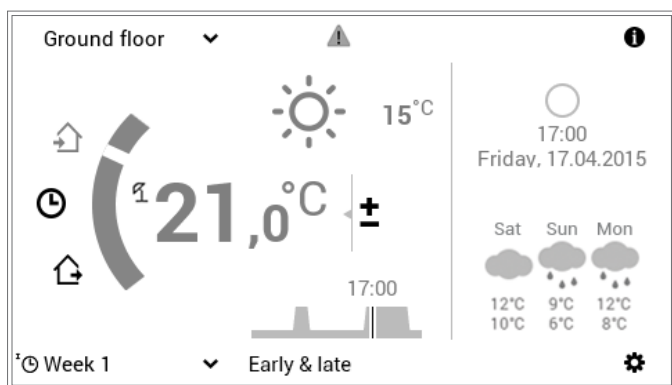 Ground floor
15°C
17:00
Friday, 17.04.2015
21,0°C
±
Sat Sun Mon
12°C 9°C 12°C
10°C 6°C 8°C
17:00
Week 1
Early & late